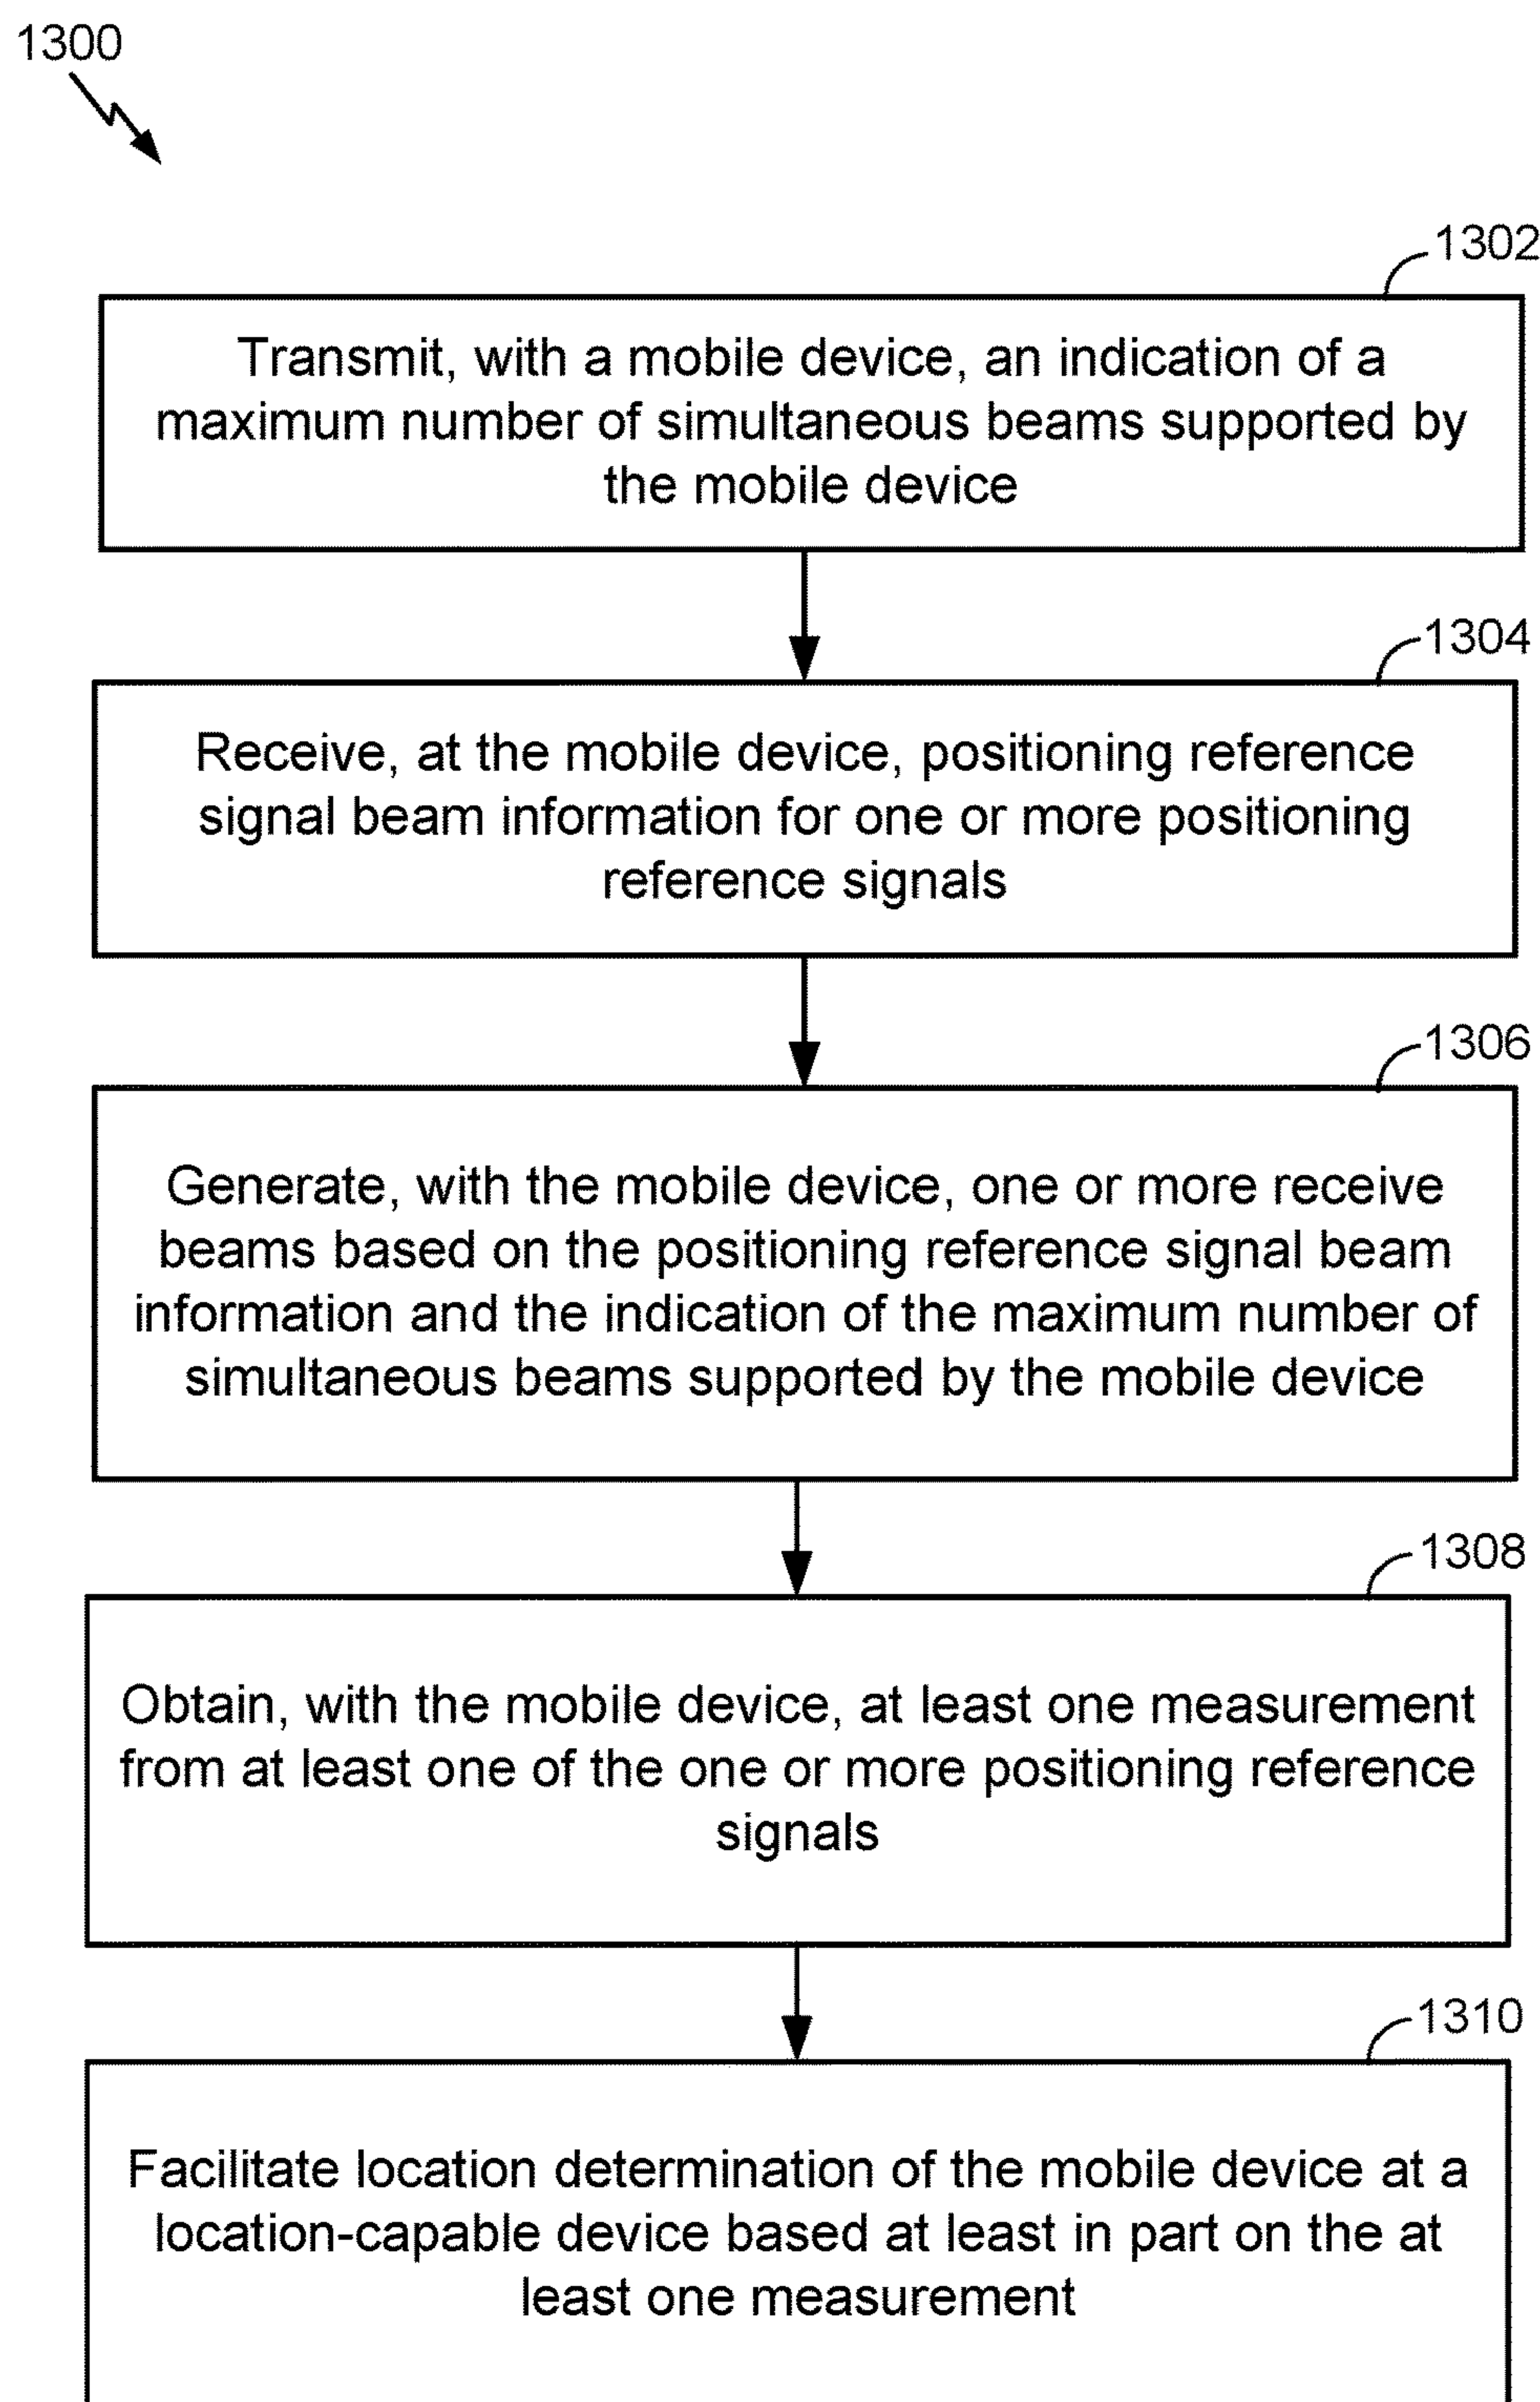 1300
1302
Transmit, with a mobile device, an indication of a
maximum number of simultaneous beams supported by
the mobile device
1304
Receive, at the mobile device, positioning reference
signal beam information for one or more positioning
reference signals
1306
Generate, with the mobile device, one or more receive
beams based on the positioning reference signal beam
information and the indication of the maximum number of
simultaneous beams supported by the mobile device
1308
Obtain, with the mobile device, at least one measurement
from at least one of the one or more positioning reference
signals
1310
Facilitate location determination of the mobile device at a
location-capable device based at least in part on the at
least one measurement